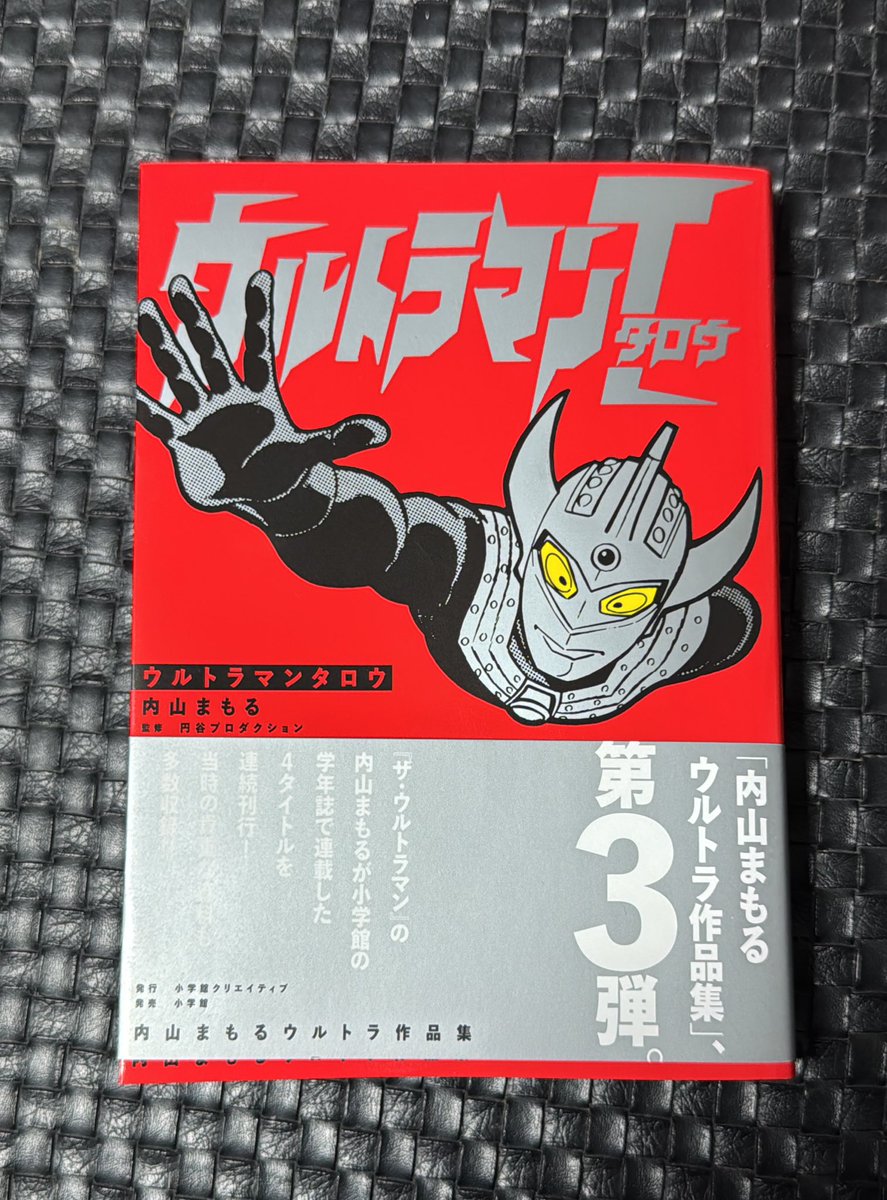 ウルトラマンT
タロウ
ウルトラマンタロウ
内山まもる
監修 円谷プロダクション
「内山まもる
ウルトラ作品集」、
第3弾。
『ザ・ウルトラマン』の
内山まもるが小学館の
学年誌で連載した
4タイトルを
連続刊行―
当時の
多数収録
発行 小学館クリエイティブ
発売 小学館
内山まもるウルトラ作品集